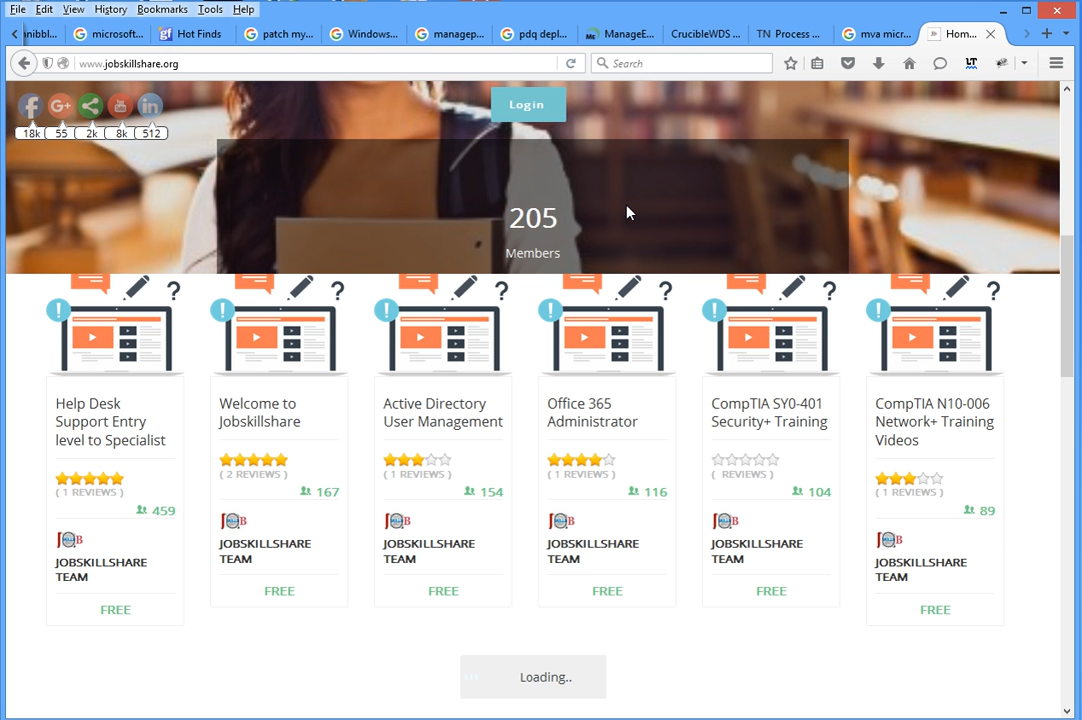 File Edit View History Bookmarks Tools Help
nibbl... microsoft... Hot Finds patch my... Windows... managep... pdq depl... ManageE... CrucibleWDS ... TN Process ... mva micr... Hom...
www.jobskillshare.org Search
Login
18k 55 2k 8k 512
205
Members
Help Desk
Support Entry
level to Specialist
( 1 REVIEWS )
459
JOBSKILLSHARE
TEAM
FREE
Welcome to
Jobskillshare
( 2 REVIEWS )
167
JOBSKILLSHARE
TEAM
FREE
Active Directory
User Management
( 1 REVIEWS )
154
JOBSKILLSHARE
TEAM
FREE
Office 365
Administrator
( 1 REVIEWS )
116
JOBSKILLSHARE
TEAM
FREE
CompTIA SY0-401
Security+ Training
( REVIEWS )
104
JOBSKILLSHARE
TEAM
FREE
CompTIA N10-006
Network+ Training
Videos
( 1 REVIEWS )
89
JOBSKILLSHARE
TEAM
FREE
Loading..